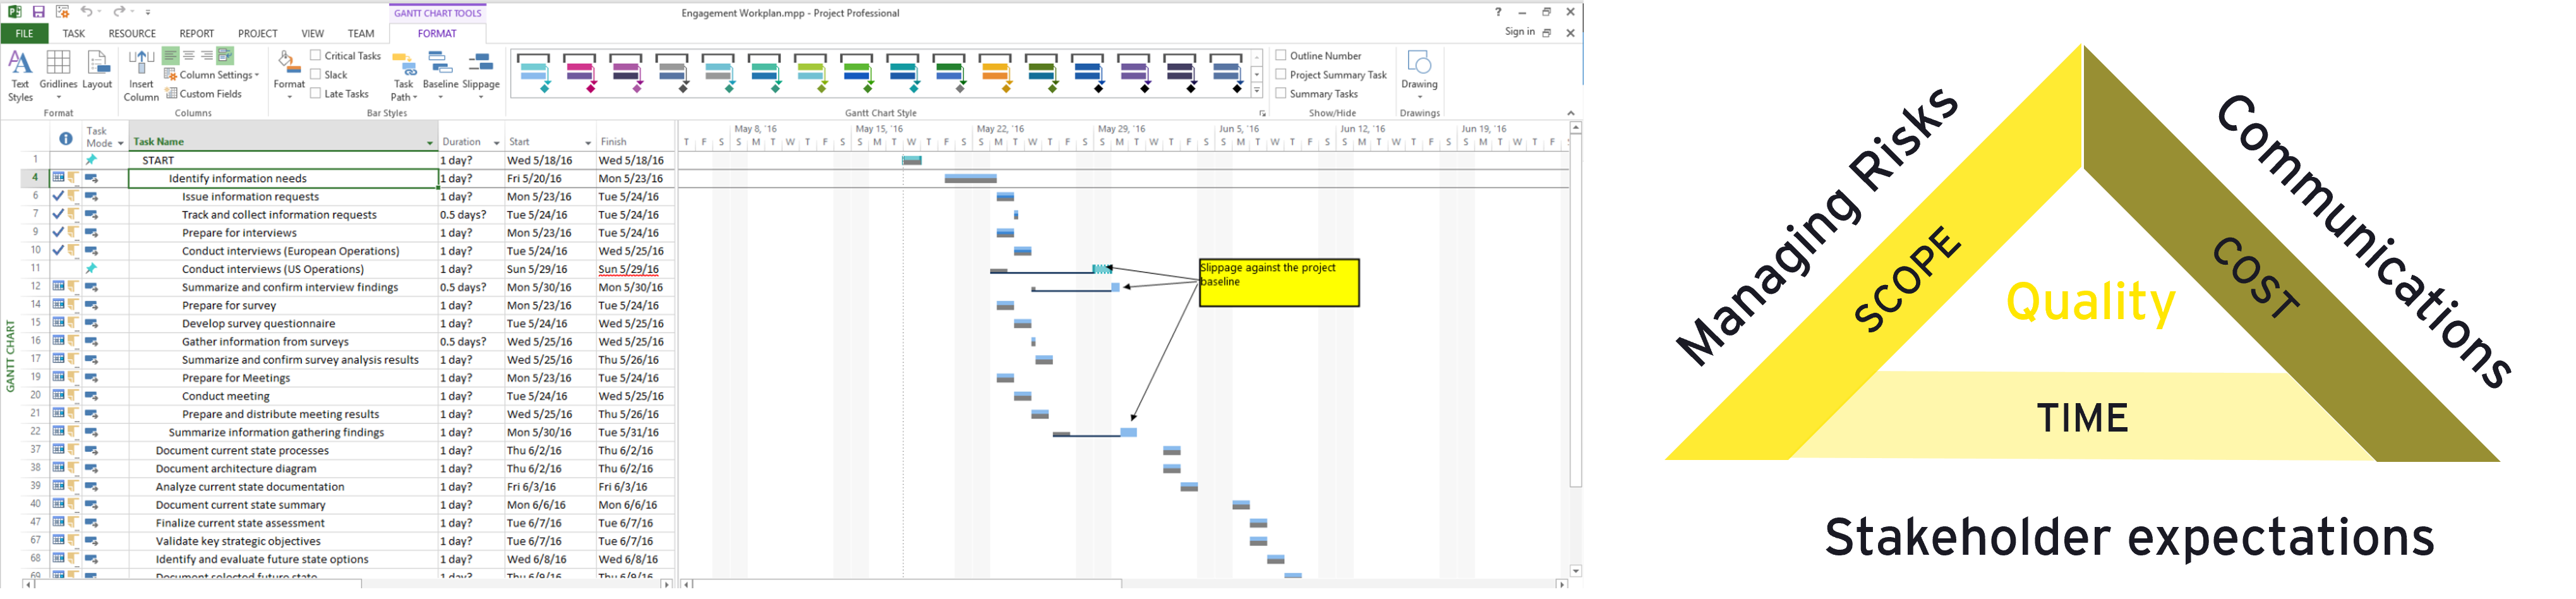 GANTT CHART TOOLS
Engagement Workplan.mpp - Project Professional
FILE TASK RESOURCE REPORT PROJECT VIEW TEAM FORMAT Sign in
Text Styles Gridlines Layout Format
Insert Column Column Settings Custom Fields Columns
Format Critical Tasks Slack Late Tasks Task Path Baseline Slippage Bar Styles
Gantt Chart Style
Outline Number Project Summary Task Summary Tasks Show/Hide
Drawing Drawings
Task Mode Task Name Duration Start Finish
May 8, '16 May 15, '16 May 22, '16 May 29, '16 Jun 5, '16 Jun 12, '16 Jun 19, '16
T F S S M T W T F S S M T W T F S S M T W T F S S M T W T F S S M T W T F S S M T W T F S S M T W T F
1 START 1 day? Wed 5/18/16 Wed 5/18/16
4 Identify information needs 1 day? Fri 5/20/16 Mon 5/23/16
6 Issue information requests 1 day? Mon 5/23/16 Tue 5/24/16
7 Track and collect information requests 0.5 days? Tue 5/24/16 Tue 5/24/16
9 Prepare for interviews 1 day? Mon 5/23/16 Tue 5/24/16
10 Conduct interviews (European Operations) 1 day? Tue 5/24/16 Wed 5/25/16
11 Conduct interviews (US Operations) 1 day? Sun 5/29/16 Sun 5/29/16
12 Summarize and confirm interview findings 0.5 days? Mon 5/30/16 Mon 5/30/16
14 Prepare for survey 1 day? Mon 5/23/16 Tue 5/24/16
15 Develop survey questionnaire 1 day? Tue 5/24/16 Wed 5/25/16
16 Gather information from surveys 0.5 days? Wed 5/25/16 Wed 5/25/16
17 Summarize and confirm survey analysis results 1 day? Wed 5/25/16 Thu 5/26/16
19 Prepare for Meetings 1 day? Mon 5/23/16 Tue 5/24/16
20 Conduct meeting 1 day? Tue 5/24/16 Wed 5/25/16
21 Prepare and distribute meeting results 1 day? Wed 5/25/16 Thu 5/26/16
22 Summarize information gathering findings 1 day? Mon 5/30/16 Tue 5/31/16
37 Document current state processes 1 day? Thu 6/2/16 Thu 6/2/16
38 Document architecture diagram 1 day? Thu 6/2/16 Thu 6/2/16
39 Analyze current state documentation 1 day? Fri 6/3/16 Fri 6/3/16
40 Document current state summary 1 day? Mon 6/6/16 Mon 6/6/16
47 Finalize current state assessment 1 day? Tue 6/7/16 Tue 6/7/16
67 Validate key strategic objectives 1 day? Tue 6/7/16 Tue 6/7/16
68 Identify and evaluate future state options 1 day? Wed 6/8/16 Wed 6/8/16
69 Document selected future state 1 day? Thu 6/9/16 Thu 6/9/16
GANTT CHART
Slippage against the project
baseline
Managing Risks
Communications
SCOPE
COST
Quality
TIME
Stakeholder expectations